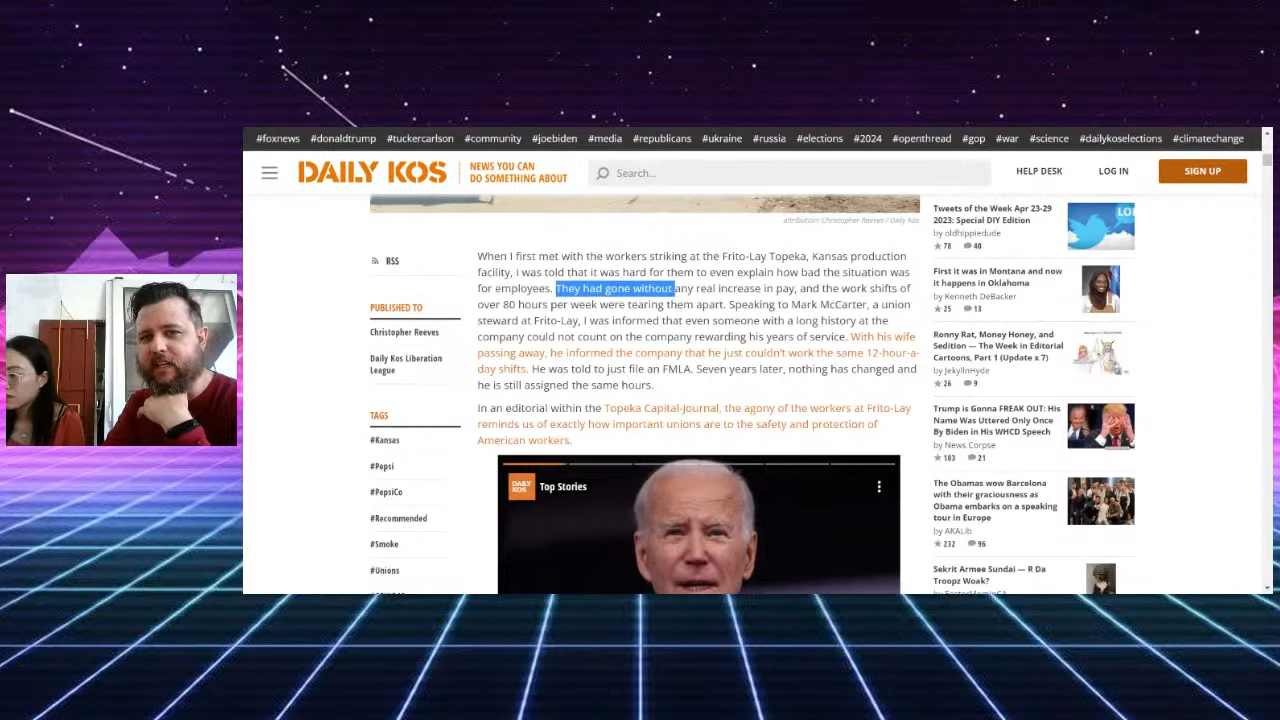 #foxnews #donaldtrump #tuckercarlson #community #joebiden #media #republicans #ukraine #russia #elections #2024 #openthread #gop #war #science #dailykoselections #climatechange
DAILY KOS
NEWS YOU CAN
DO SOMETHING ABOUT
Search...
HELP DESK
LOG IN
SIGN UP
attribution: Christopher Reeves / Daily Kos
RSS
PUBLISHED TO
Christopher Reeves
Daily Kos Liberation
League
TAGS
#Kansas
#Pepsi
#PepsiCo
#Recommended
#Smoke
#Unions
When I first met with the workers striking at the Frito-Lay Topeka, Kansas production
facility, I was told that it was hard for them to even explain how bad the situation was
for employees. They had gone without any real increase in pay, and the work shifts of
over 80 hours per week were tearing them apart. Speaking to Mark McCarter, a union
steward at Frito-Lay, I was informed that even someone with a long history at the
company could not count on the company rewarding his years of service. With his wife
passing away, he informed the company that he just couldn't work the same 12-hour-a-
day shifts. He was told to just file an FMLA. Seven years later, nothing has changed and
he is still assigned the same hours.
In an editorial within the Topeka Capital-Journal, the agony of the workers at Frito-Lay
reminds us of exactly how important unions are to the safety and protection of
American workers.
DAILY
KOS
Top Stories
Tweets of the Week Apr 23-29
2023: Special DIY Edition
by oldhippiedude
78 40
First it was in Montana and now
it happens in Oklahoma
by Kenneth DeBacker
25 13
Ronny Rat, Money Honey, and
Sedition — The Week in Editorial
Cartoons, Part 1 (Update x 7)
by JekylInHyde
26 9
Trump is Gonna FREAK OUT: His
Name Was Uttered Only Once
By Biden in His WHCD Speech
by News Corpse
103 21
The Obamas wow Barcelona
with their graciousness as
Obama embarks on a speaking
tour in Europe
by AKALib
232 96
Sekrit Armee Sundai — R Da
Troopz Woak?